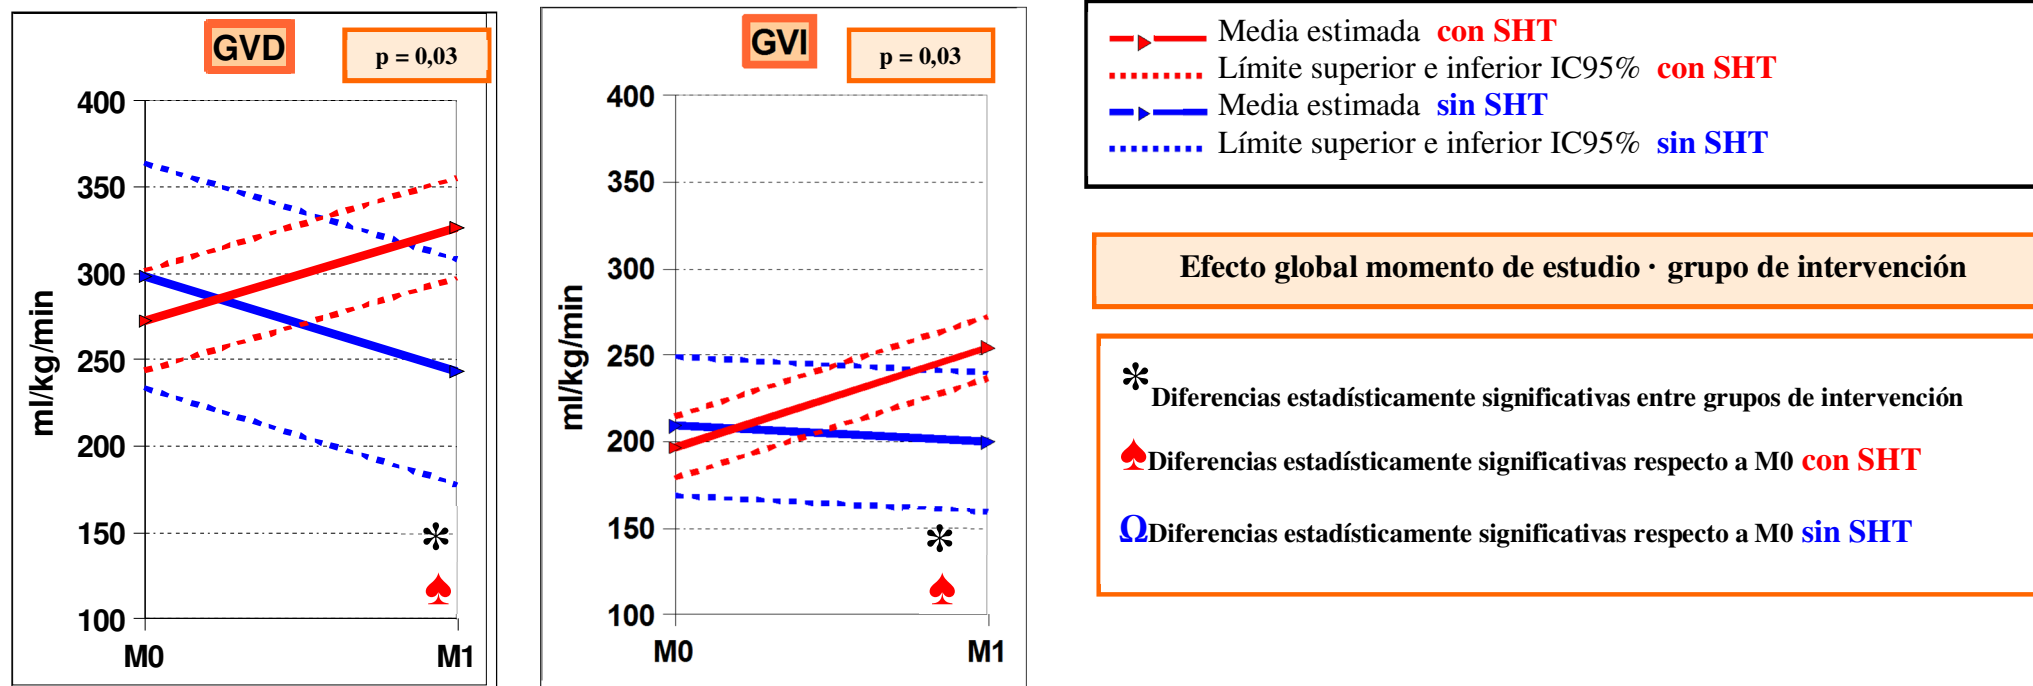 GVD
p = 0,03
400
350
300
250
200
150
100
ml/kg/min
M0
M1
*
♠
GVI
p = 0,03
400
350
300
250
200
150
100
ml/kg/min
M0
M1
*
♠
Media estimada con SHT
Límite superior e inferior IC95% con SHT
Media estimada sin SHT
Límite superior e inferior IC95% sin SHT
Efecto global momento de estudio · grupo de intervención
* Diferencias estadísticamente significativas entre grupos de intervención
♠Diferencias estadísticamente significativas respecto a M0 con SHT
ΩDiferencias estadísticamente significativas respecto a M0 sin SHT